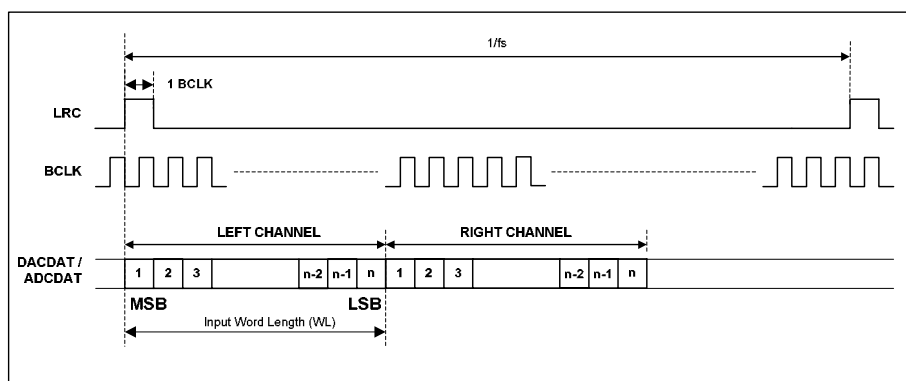 1/fs
1 BCLK
LRC
BCLK
LEFT CHANNEL RIGHT CHANNEL
DACDAT /
ADCDAT
1 2 3 n-2 n-1 n 1 2 3 n-2 n-1 n
MSB LSB
Input Word Length (WL)